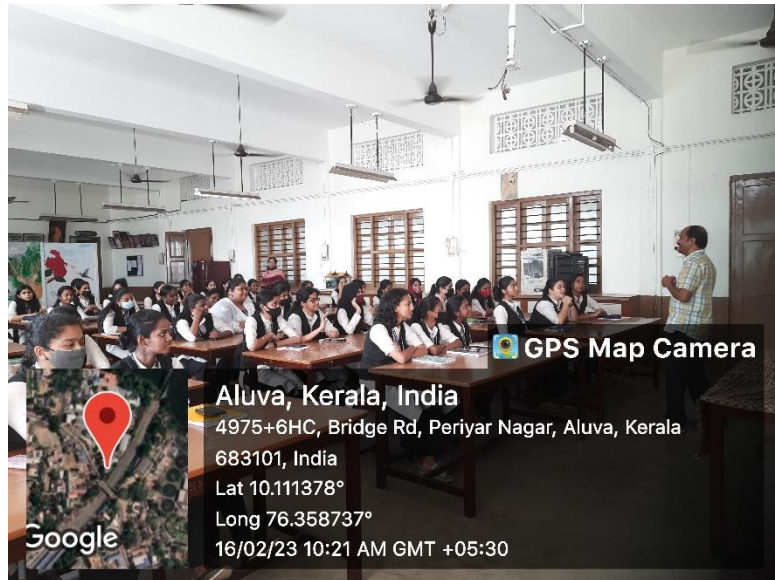 GPS Map Camera
Aluva, Kerala, India
4975+6HC, Bridge Rd, Periyar Nagar, Aluva, Kerala
683101, India
Lat 10.111378°
Long 76.358737°
16/02/23 10:21 AM GMT +05:30
Google